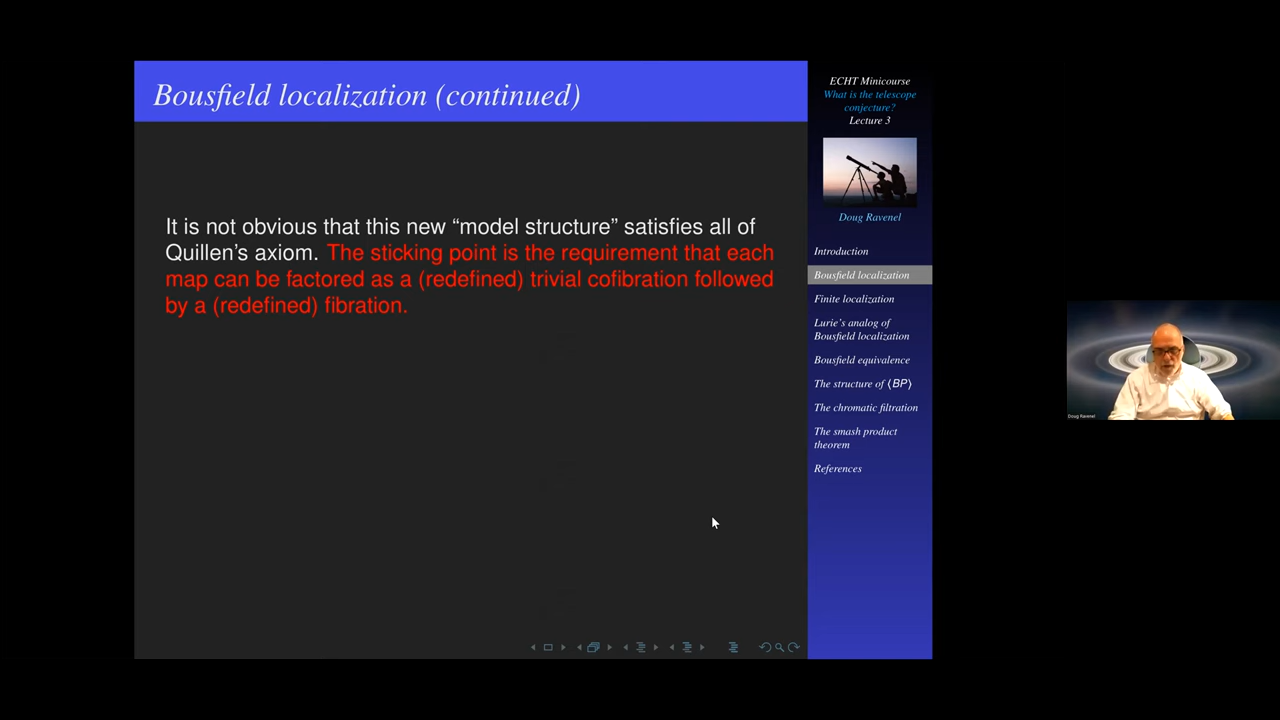 Bousfield localization (continued)
It is not obvious that this new “model structure” satisfies all of
Quillen's axiom. The sticking point is the requirement that each
map can be factored as a (redefined) trivial cofibration followed
by a (redefined) fibration.
ECHT Minicourse
What is the telescope
conjecture?
Lecture 3
Doug Ravenel
Introduction
Bousfield localization
Finite localization
Lurie's analog of
Bousfield localization
Bousfield equivalence
The structure of ⟨BP⟩
The chromatic filtration
The smash product
theorem
References
Doug Ravenel